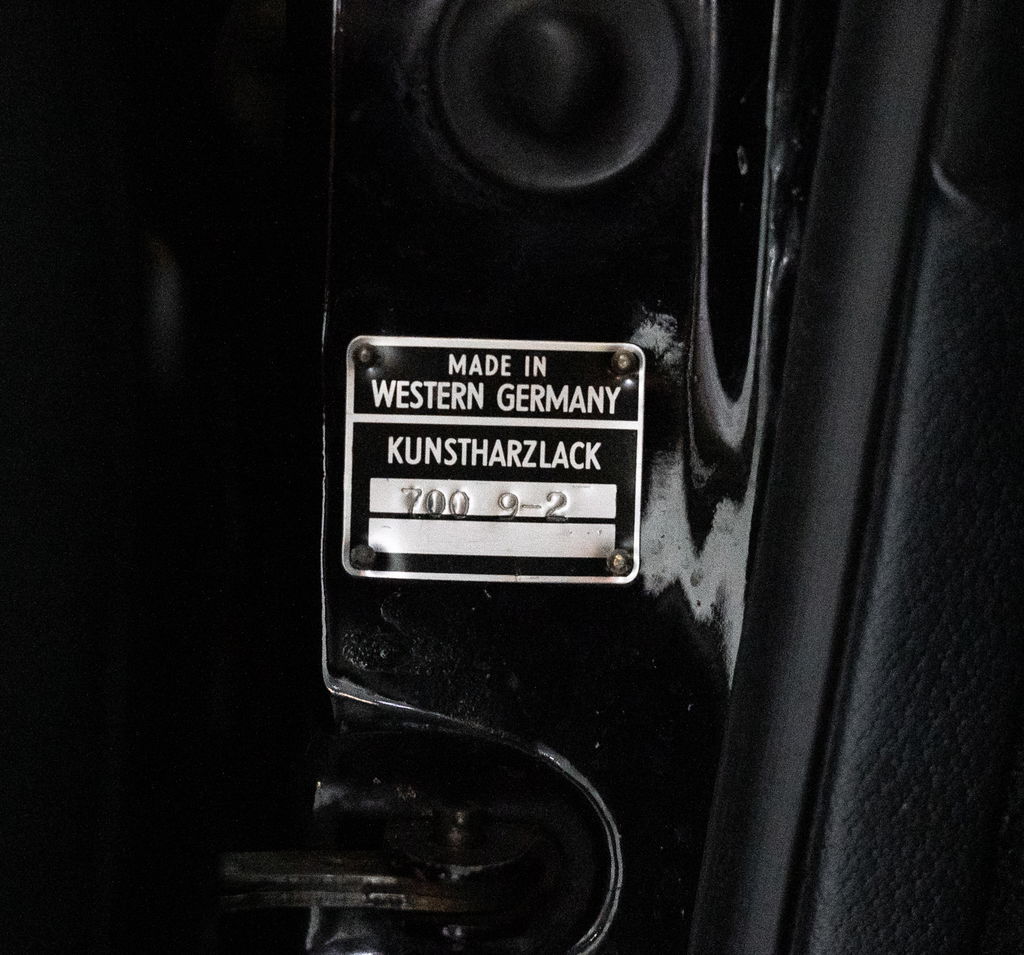 MADE IN
WESTERN GERMANY
KUNSTHARZLACK
700 9-2